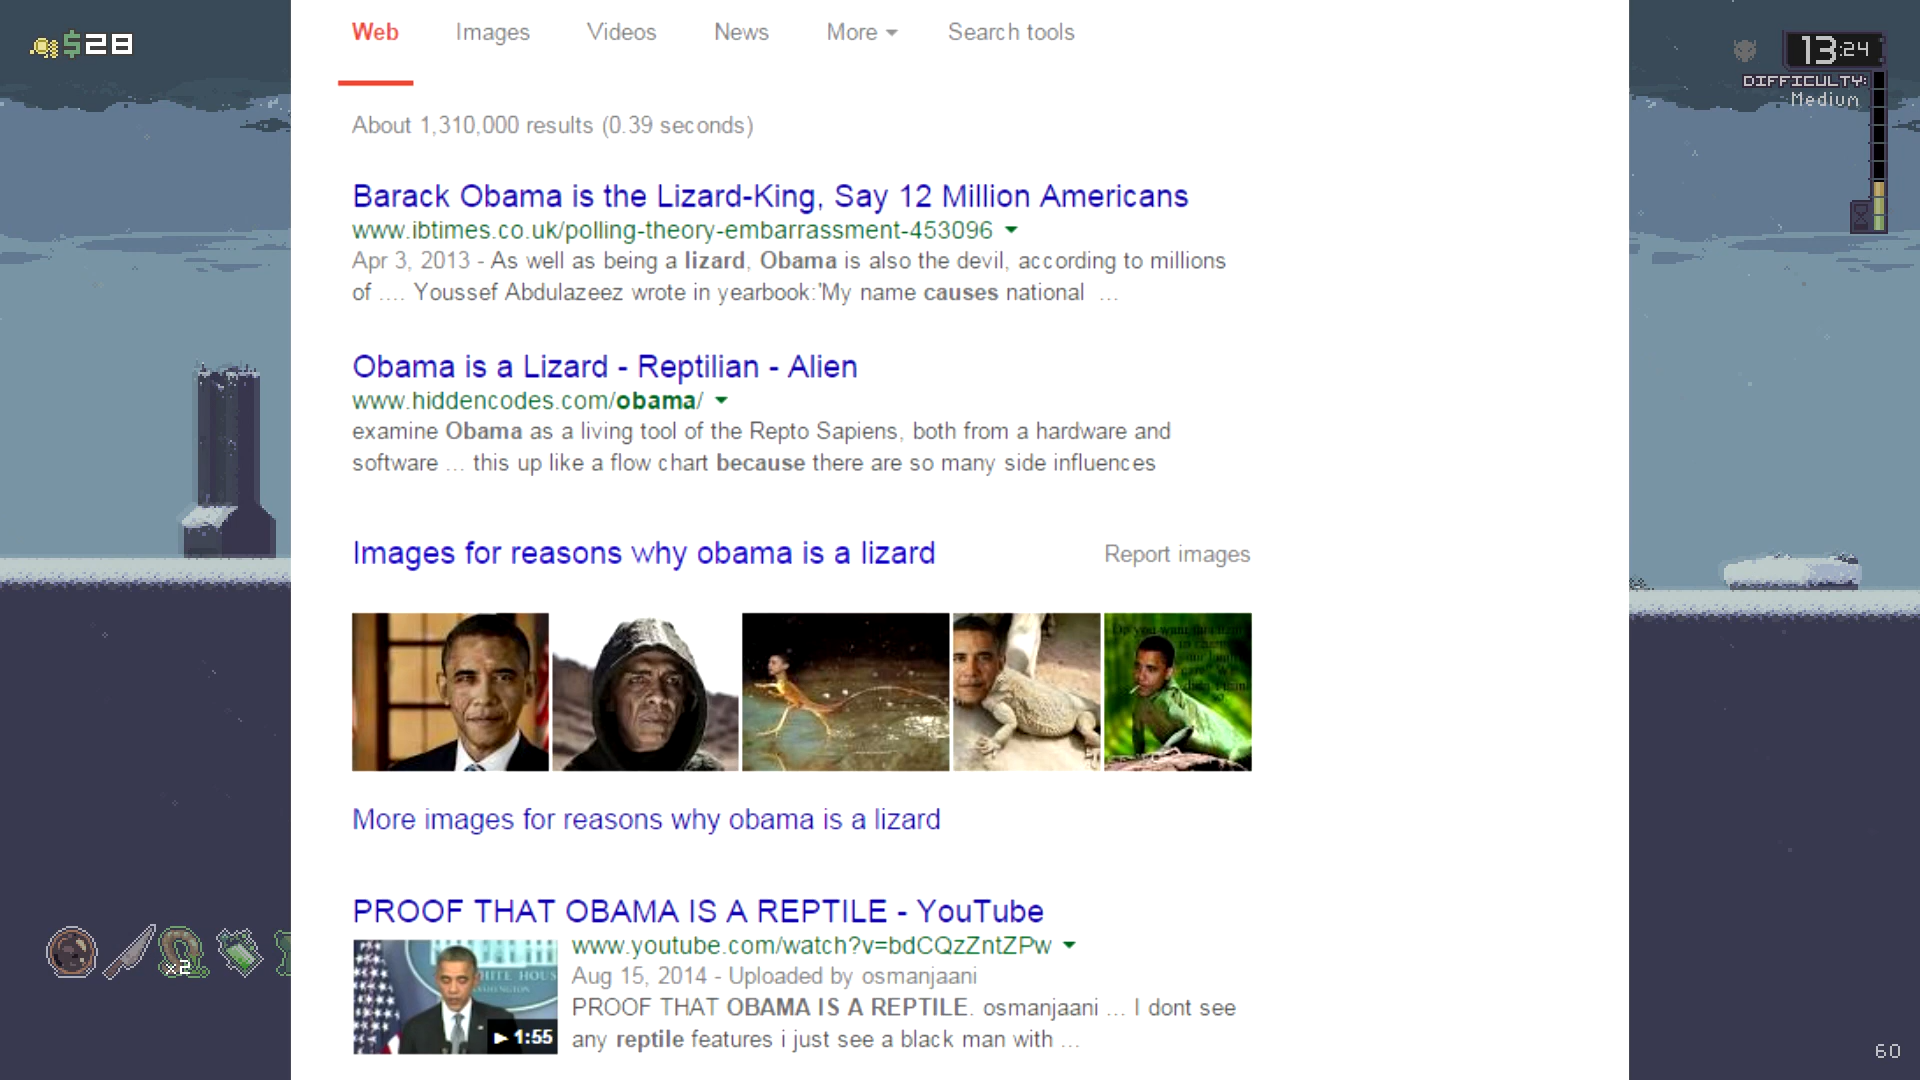 $28
Web Images Videos News More Search tools
13:24
DIFFICULTY:
Medium
About 1,310,000 results (0.39 seconds)
Barack Obama is the Lizard-King, Say 12 Million Americans
www.ibtimes.co.uk/polling-theory-embarrassment-453096
Apr 3, 2013 - As well as being a lizard, Obama is also the devil, according to millions
of .... Youssef Abdulazeez wrote in yearbook:'My name causes national ...
Obama is a Lizard - Reptilian - Alien
www.hiddencodes.com/obama/
examine Obama as a living tool of the Repto Sapiens, both from a hardware and
software ... this up like a flow chart because there are so many side influences
Images for reasons why obama is a lizard
Report images
Do you want
More images for reasons why obama is a lizard
PROOF THAT OBAMA IS A REPTILE - YouTube
www.youtube.com/watch?v=bdCQzZntZPw
Aug 15, 2014 - Uploaded by osmanjaani
PROOF THAT OBAMA IS A REPTILE. osmanjaani ... I dont see
any reptile features i just see a black man with ...
HITE HOUS
WASHINGTON
1:55
x2
60